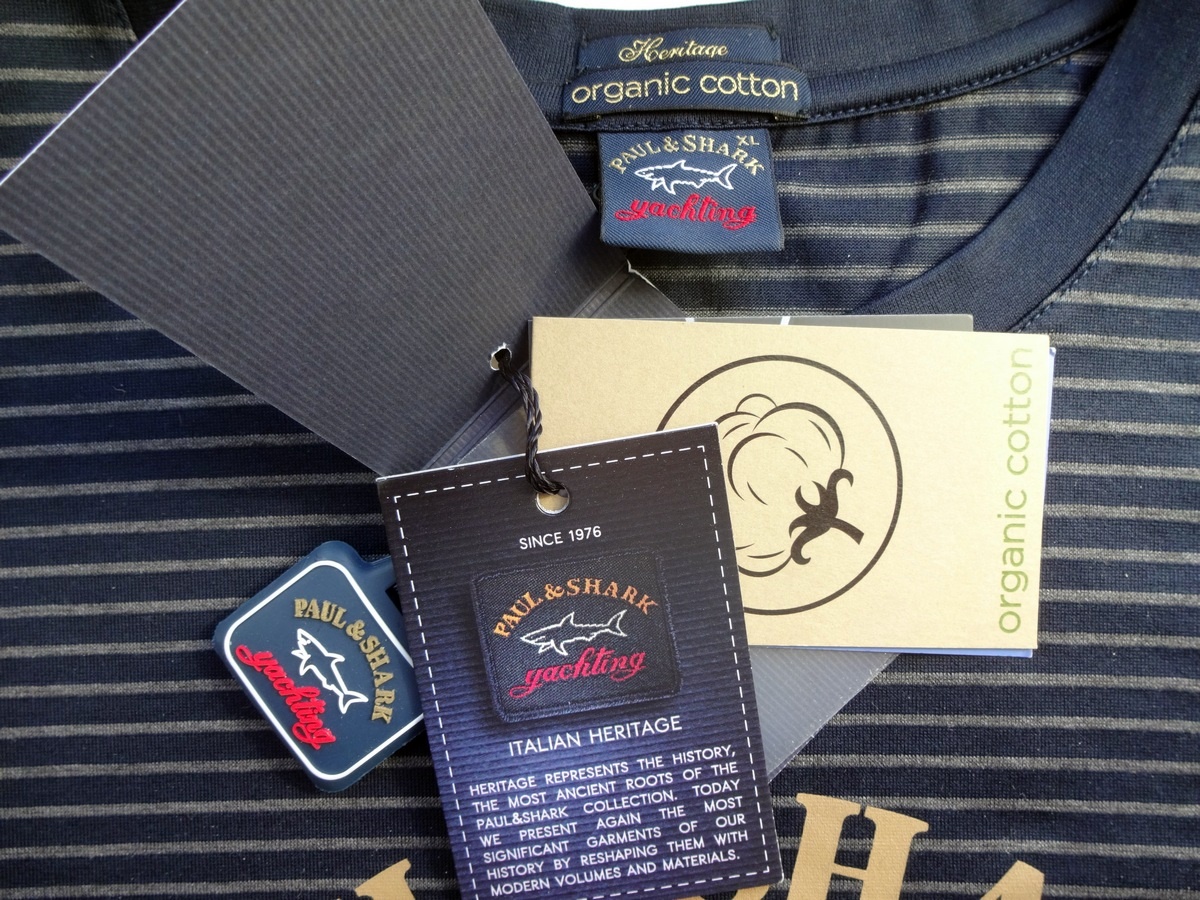 Heritage
organic cotton
XL
PAUL & SHARK
yachting
organic cotton
SINCE 1976
PAUL & SHARK
yachting
ITALIAN HERITAGE
HERITAGE REPRESENTS THE HISTORY,
THE MOST ANCIENT ROOTS OF THE
PAUL&SHARK COLLECTION. TODAY
WE PRESENT AGAIN THE MOST
SIGNIFICANT GARMENTS OF OUR
HISTORY BY RESHAPING THEM WITH
MODERN VOLUMES AND MATERIALS.
PAUL & SHARK
yachting